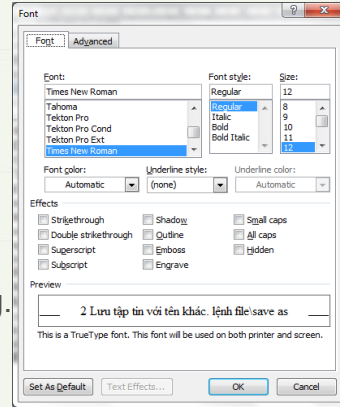 Font
Font Advanced
Font: Font style: Size:
Times New Roman Regular 12
Tahoma Regular 8
Tekton Pro Italic 9
Tekton Pro Cond Bold 10
Tekton Pro Ext Bold Italic 11
Times New Roman 12
Font color: Underline style: Underline color:
Automatic (none) Automatic
Effects
Strikethrough Shadow Small caps
Double strikethrough Outline All caps
Superscript Emboss Hidden
Subscript Engrave
Preview
2 Lưu tập tin với tên khác. lệnh file\save as
This is a TrueType font. This font will be used on both printer and screen.
Set As Default Text Effects... OK Cancel